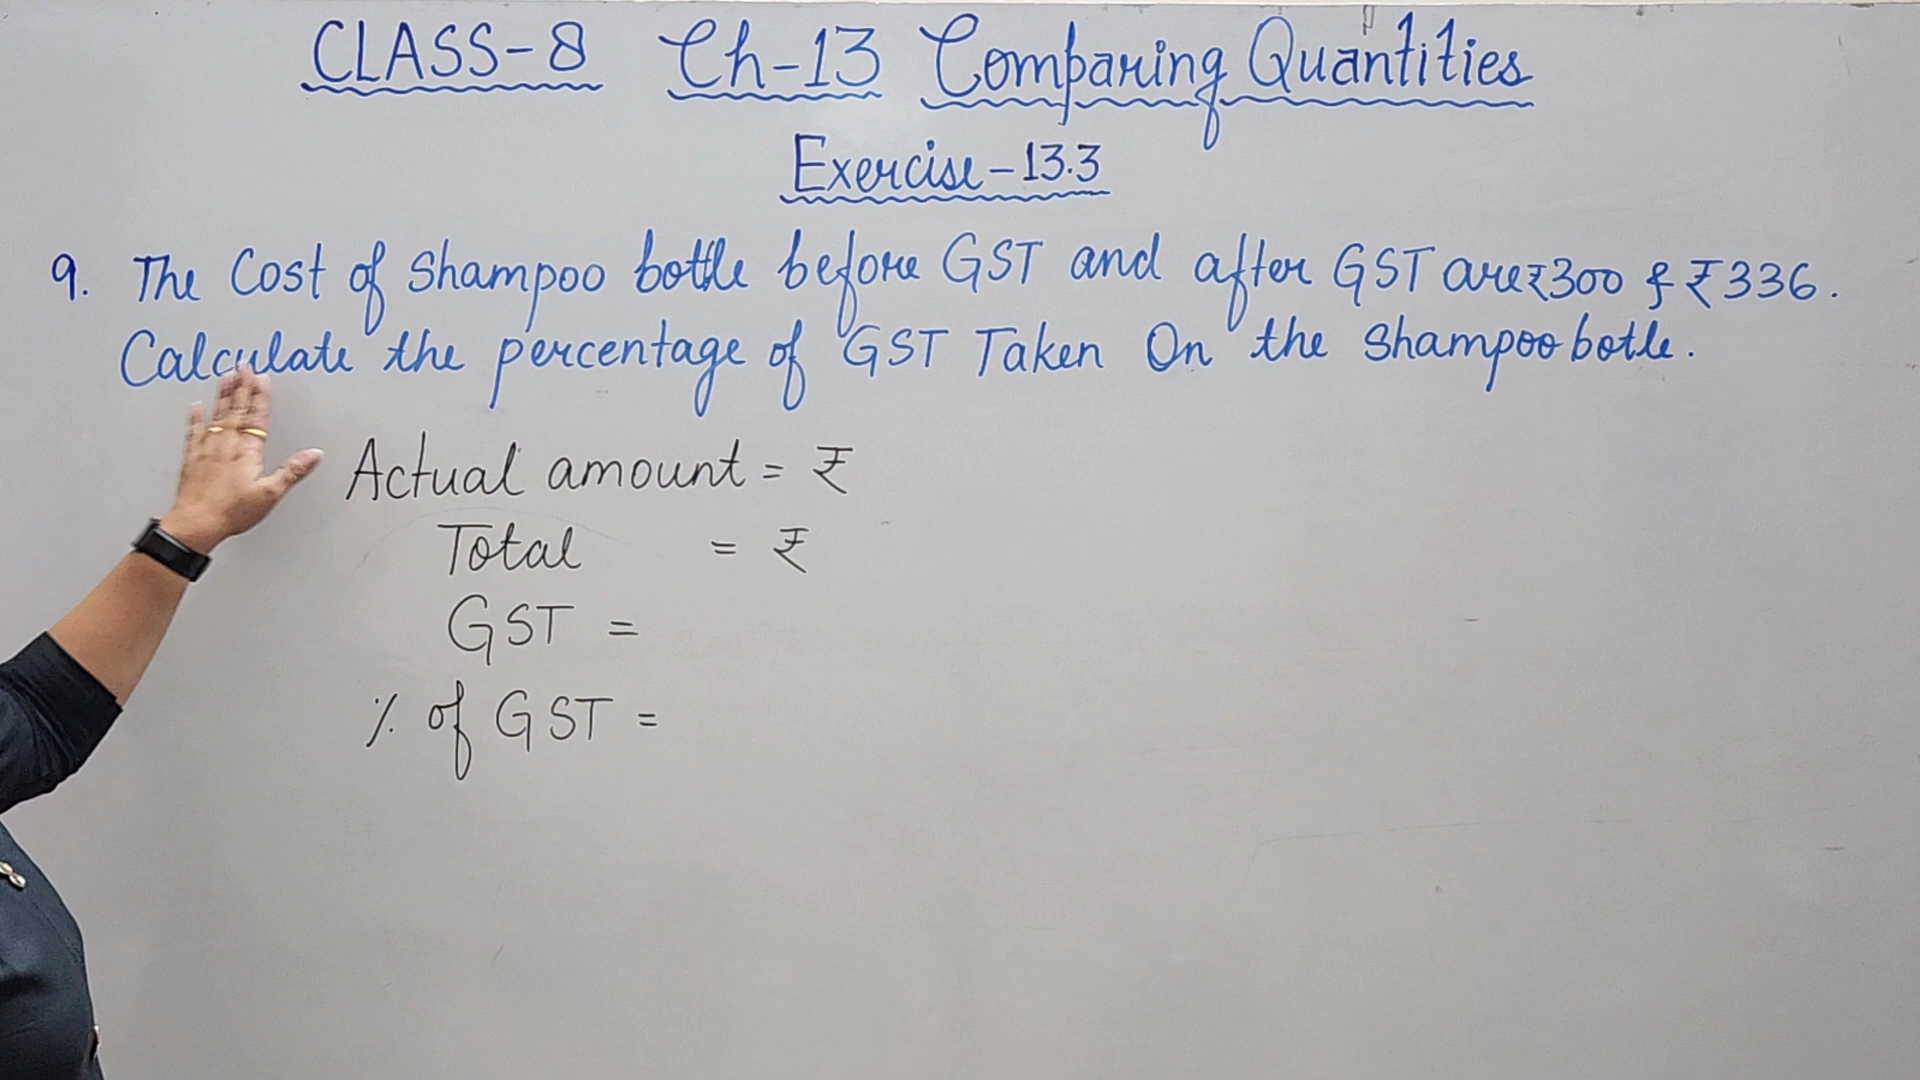 CLASS-8 Ch-13 Comparing Quantities
Exercise-13.3
9. The Cost of Shampoo bottle before GST and after GST are ₹300 & ₹336.
Calculate the percentage of GST Taken On the Shampoo botle.
Actual amount = ₹
Total = ₹
GST =
% of GST =